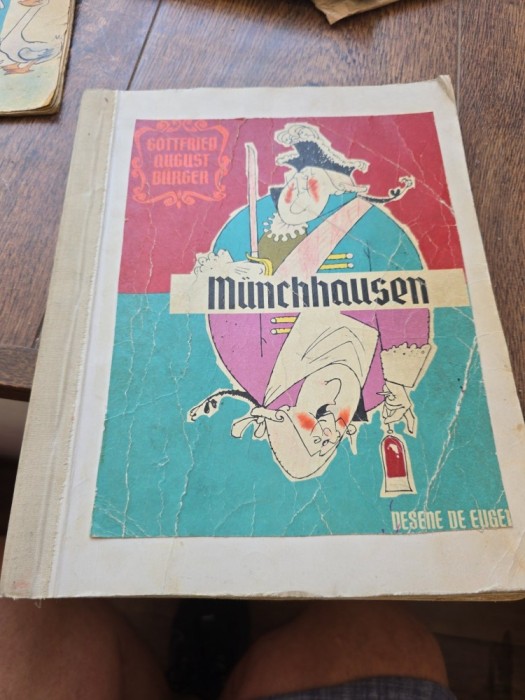 GOTTFRIED
AUGUST
BÜRGER
Münchhausen
DESENE DE EUGEN